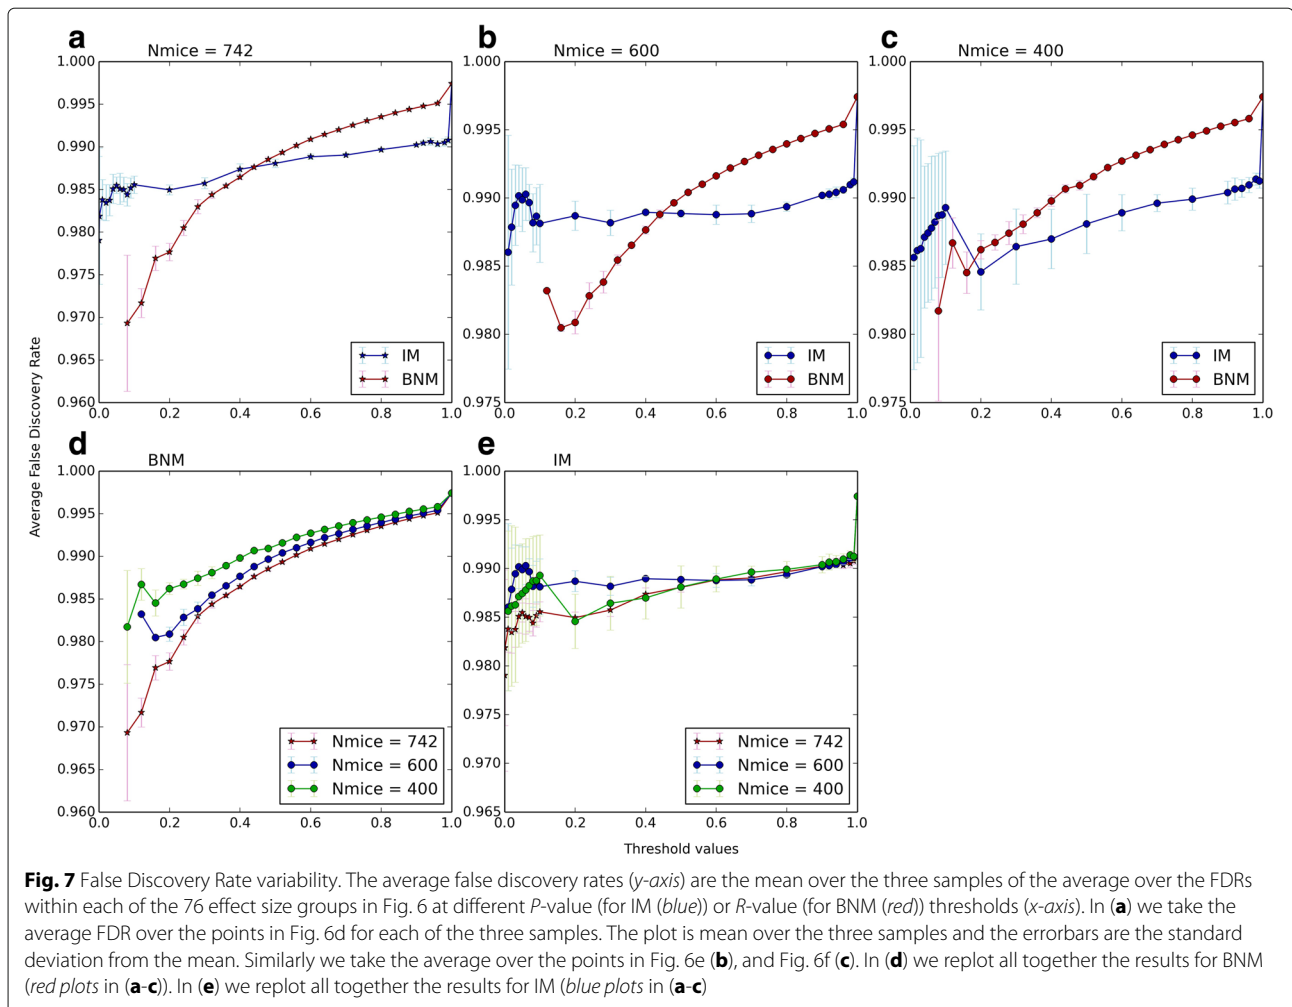 a
Nmice = 742
1.000
0.995
0.990
0.985
0.980
0.975
0.970
0.965
0.960
0.0 0.2 0.4 0.6 0.8 1.0
IM
BNM
b
Nmice = 600
1.000
0.995
0.990
0.985
0.980
0.975
0.0 0.2 0.4 0.6 0.8 1.0
IM
BNM
c
Nmice = 400
1.000
0.995
0.990
0.985
0.980
0.975
0.0 0.2 0.4 0.6 0.8 1.0
IM
BNM
Average False Discovery Rate
d
BNM
1.000
0.995
0.990
0.985
0.980
0.975
0.970
0.965
0.960
0.0 0.2 0.4 0.6 0.8 1.0
Nmice = 742
Nmice = 600
Nmice = 400
e
IM
1.000
0.995
0.990
0.985
0.980
0.975
0.970
0.965
0.0 0.2 0.4 0.6 0.8 1.0
Nmice = 742
Nmice = 600
Nmice = 400
Threshold values
Fig. 7 False Discovery Rate variability. The average false discovery rates (y-axis) are the mean over the three samples of the average over the FDRs
within each of the 76 effect size groups in Fig. 6 at different P-value (for IM (blue)) or R-value (for BNM (red)) thresholds (x-axis). In (a) we take the
average FDR over the points in Fig. 6d for each of the three samples. The plot is mean over the three samples and the errorbars are the standard
deviation from the mean. Similarly we take the average over the points in Fig. 6e (b), and Fig. 6f (c). In (d) we replot all together the results for BNM
(red plots in (a-c)). In (e) we replot all together the results for IM (blue plots in (a-c)